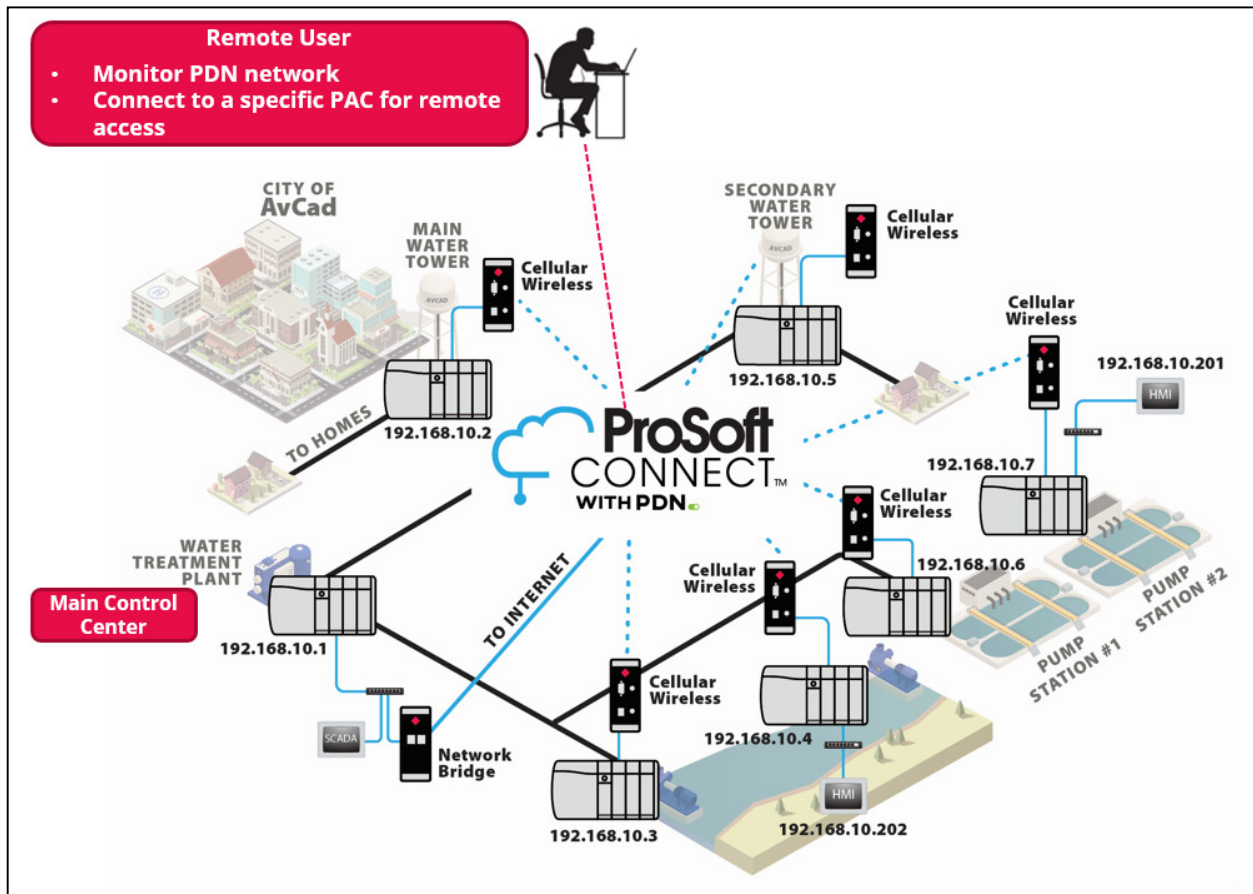 Remote User
• Monitor PDN network
• Connect to a specific PAC for remote
access
CITY OF
AvCad
MAIN
WATER
TOWER
AVCAD
Cellular
Wireless
SECONDARY
WATER
TOWER
AVCAD
Cellular
Wireless
Cellular
Wireless
192.168.10.201
HMI
192.168.10.5
192.168.10.2
TO HOMES
ProSoft
CONNECT™
WITH PDN
192.168.10.7
Cellular
Wireless
WATER
TREATMENT
PLANT
Main Control
Center
192.168.10.1
TO INTERNET
Cellular
Wireless
192.168.10.6
PUMP
STATION #2
PUMP
STATION #1
Cellular
Wireless
SCADA
Network
Bridge
192.168.10.4
192.168.10.3
HMI
192.168.10.202